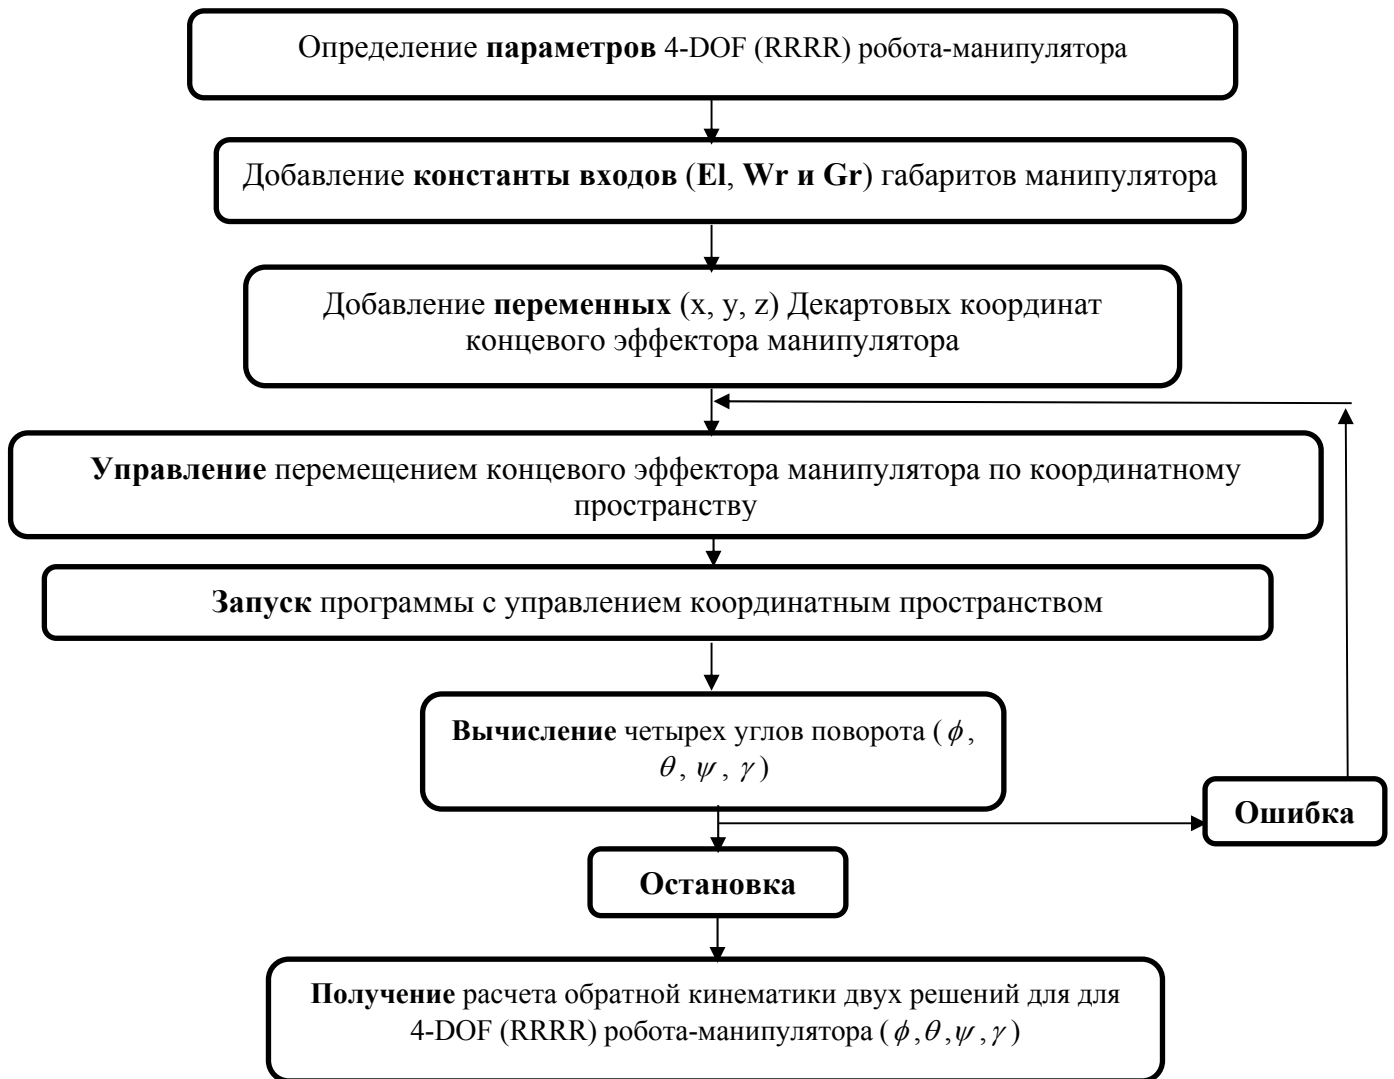 Определение параметров 4-DOF (RRRR) робота-манипулятора
Добавление константы входов (El, Wr и Gr) габаритов манипулятора
Добавление переменных (x, y, z) Декартовых координат
концевого эффектора манипулятора
Управление перемещением концевого эффектора манипулятора по координатному
пространству
Запуск программы с управлением координатным пространством
Вычисление четырех углов поворота ( ϕ ,
θ , ψ , γ )
Ошибка
Остановка
Получение расчета обратной кинематики двух решений для для
4-DOF (RRRR) робота-манипулятора ( ϕ , θ , ψ , γ )